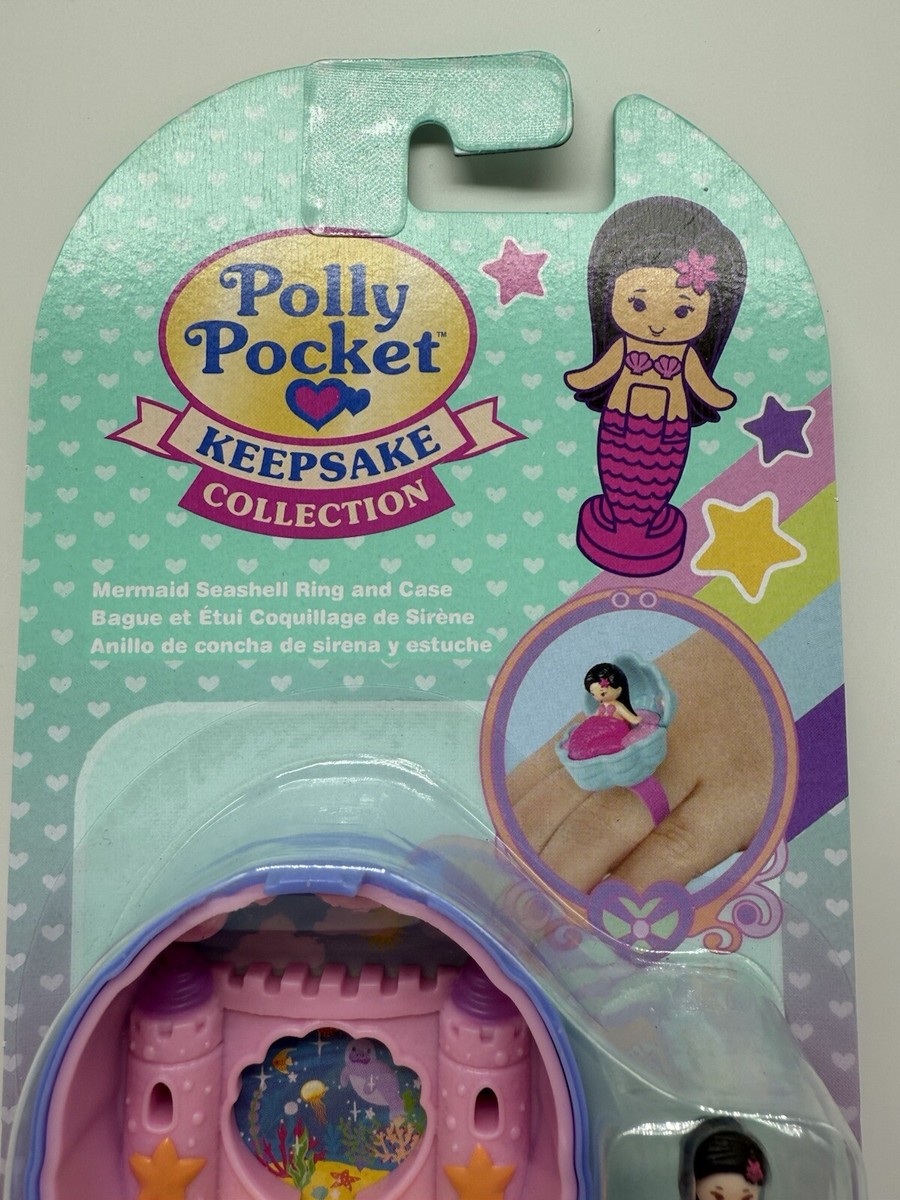 Polly
Pocket™
KEEPSAKE
COLLECTION
Mermaid Seashell Ring and Case
Bague et Étui Coquillage de Sirène
Anillo de concha de sirena y estuche